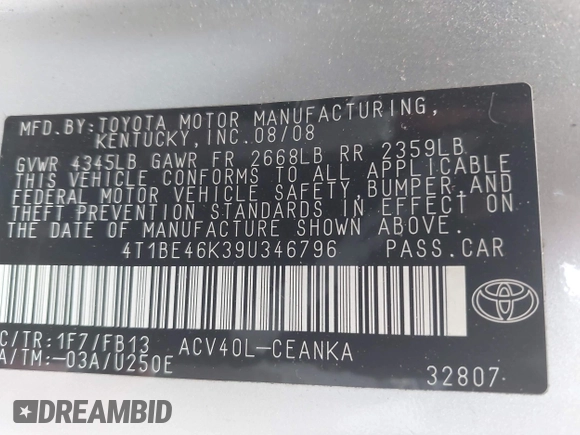 MFD.BY:TOYOTA MOTOR MANUFACTURING,
KENTUCKY, INC. 08/08
GVWR 4345LB GAWR FR 2668LB RR 2359LB
THIS VEHICLE CONFORMS TO ALL APPLICABLE
FEDERAL MOTOR VEHICLE SAFETY, BUMPER, AND
THEFT PREVENTION STANDARDS IN EFFECT ON
THE DATE OF MANUFACTURE SHOWN ABOVE.
4T1BE46K39U346796 PASS.CAR
C/TR:1F7/FB13 ACV40L-CEANKA
A/TM:-03A/U250E
32807
DREAMBID